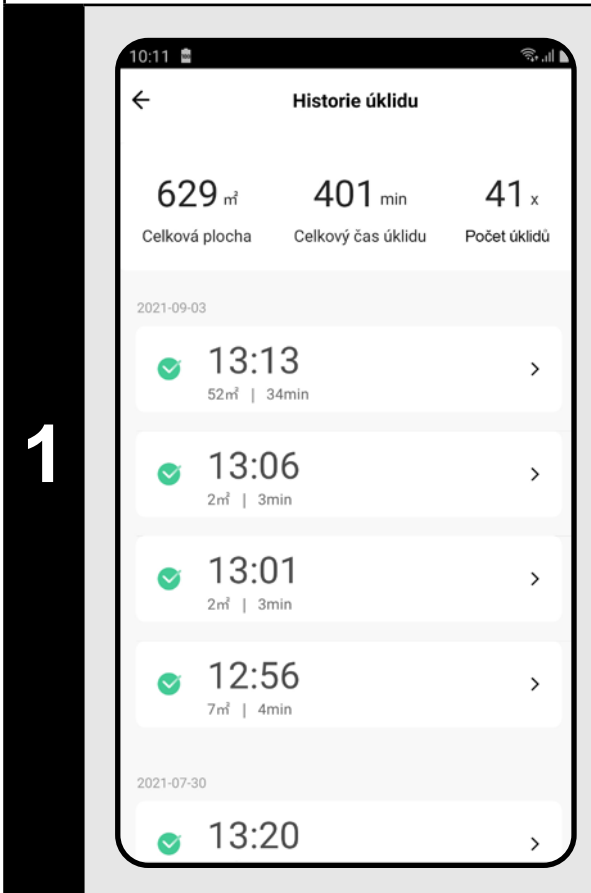 1
10:11
Historie úklidu
629 ㎡ 401 min 41 x
Celková plocha Celkový čas úklidu Počet úklidů
2021-09-03
13:13
52㎡ | 34min
13:06
2㎡ | 3min
13:01
2㎡ | 3min
12:56
7㎡ | 4min
2021-07-30
13:20